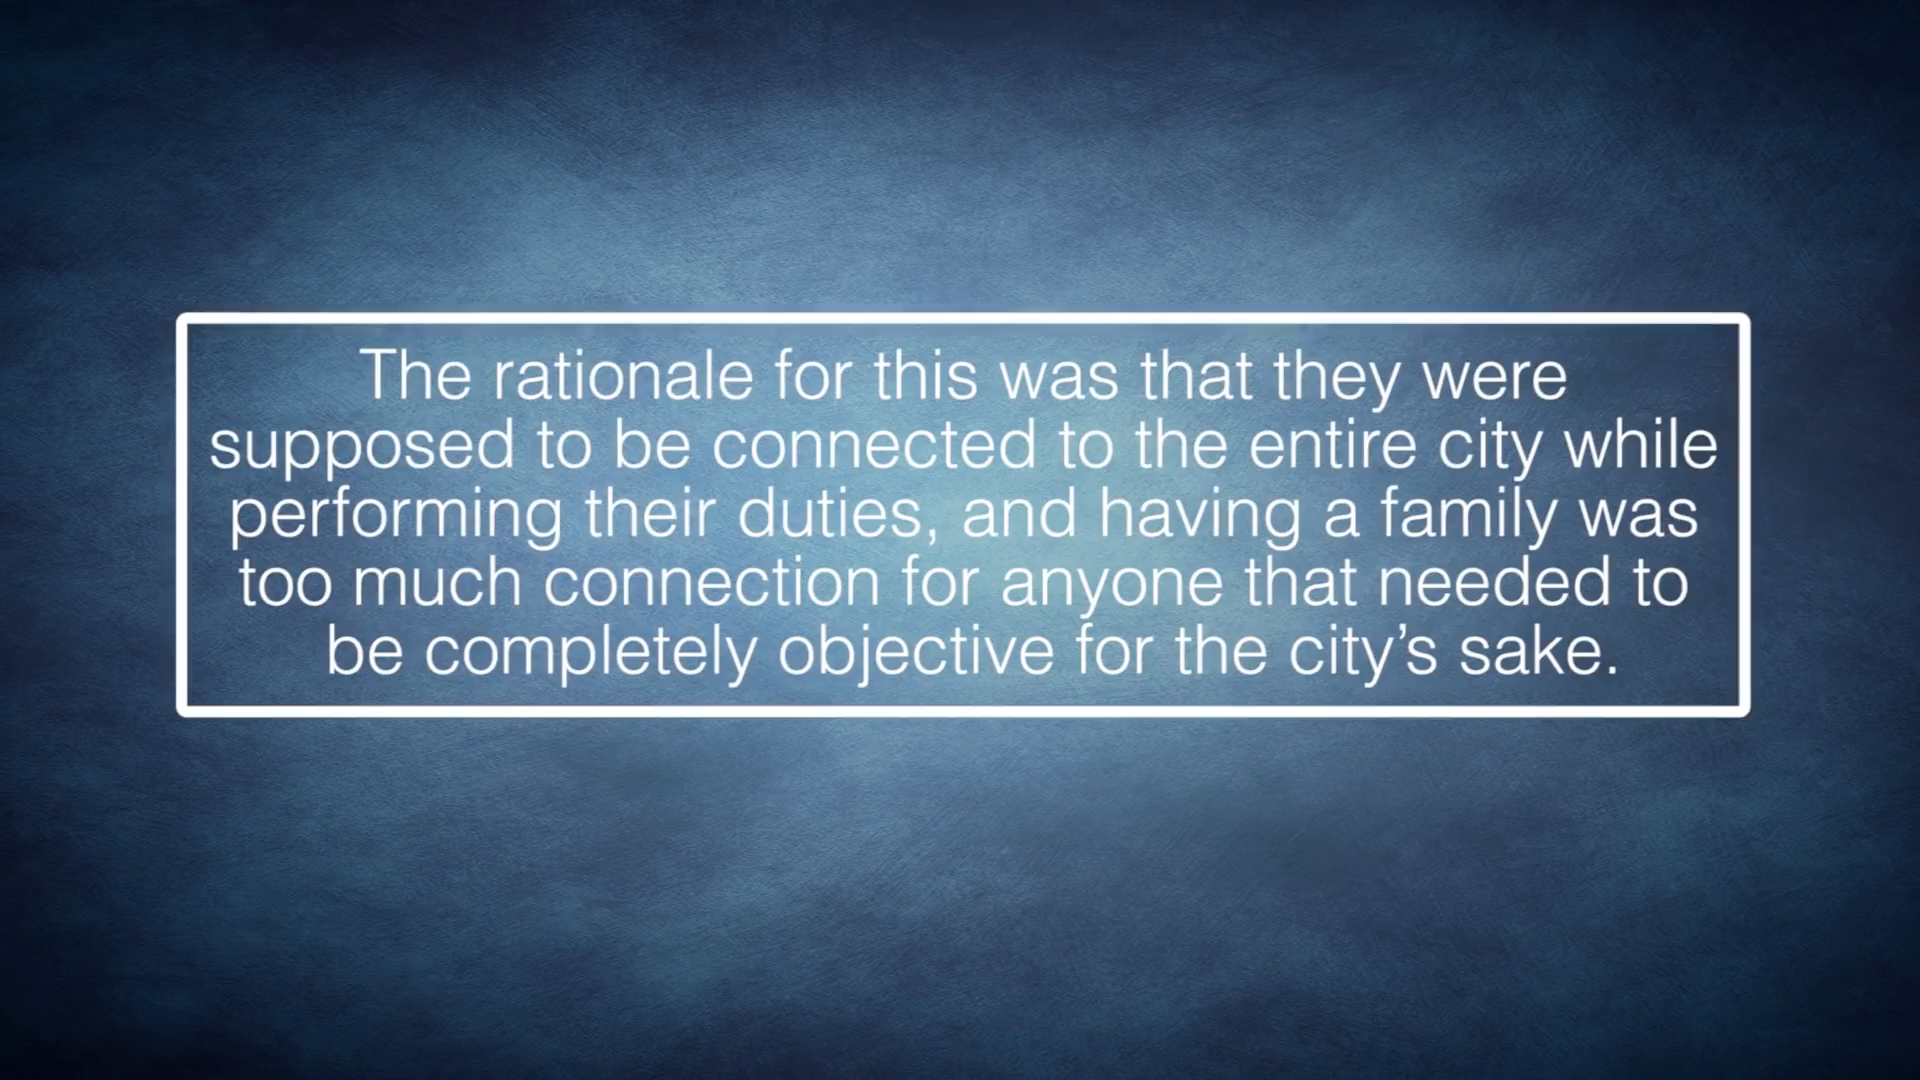 The rationale for this was that they were
supposed to be connected to the entire city while
performing their duties, and having a family was
too much connection for anyone that needed to
be completely objective for the city’s sake.